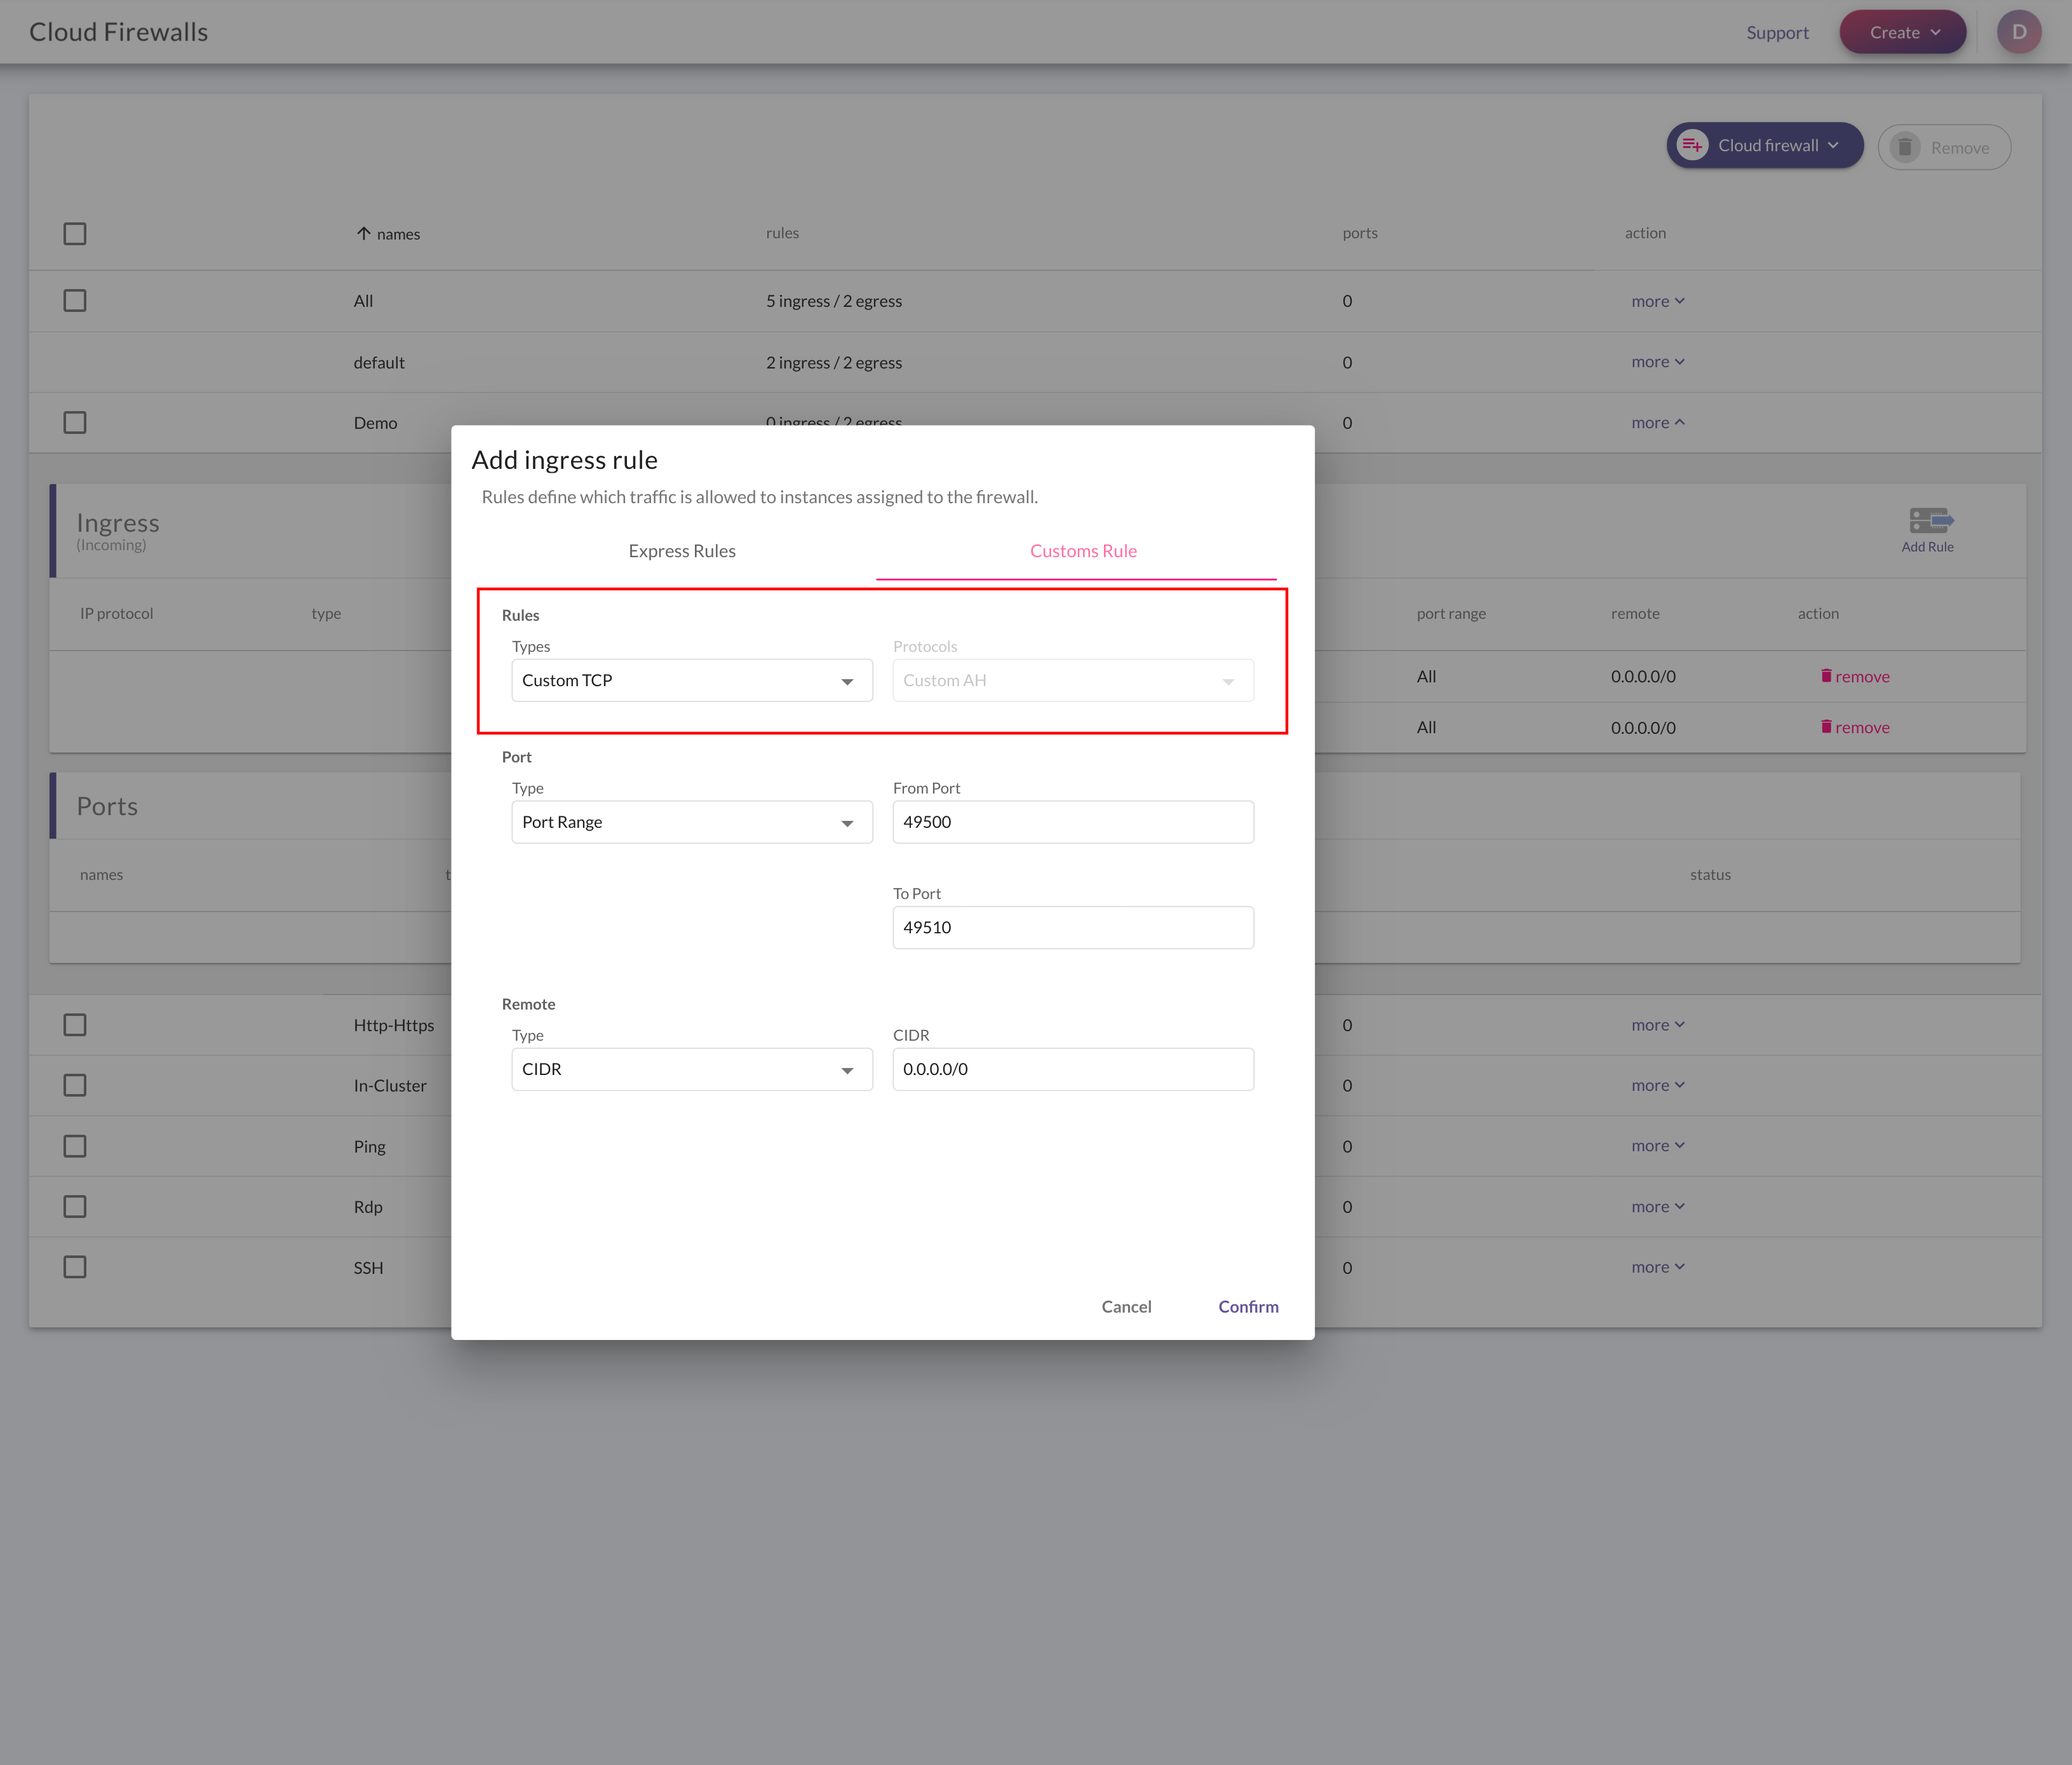 Cloud Firewalls
Support
Create
D
Cloud firewall
Remove
names rules ports action
All 5 ingress / 2 egress 0 more
default 2 ingress / 2 egress 0 more
Demo 0 ingress / 2 egress 0 more
Add ingress rule
Rules define which traffic is allowed to instances assigned to the firewall.
Express Rules Customs Rule
Rules
Types Protocols
Custom TCP Custom AH
Port
Type From Port
Port Range 49500
To Port
49510
Remote
Type CIDR
CIDR 0.0.0.0/0
Cancel Confirm
Ingress
(Incoming)
Add Rule
IP protocol type port range remote action
All 0.0.0.0/0 remove
All 0.0.0.0/0 remove
Ports
names t status
Http-Https 0 more
In-Cluster 0 more
Ping 0 more
Rdp 0 more
SSH 0 more